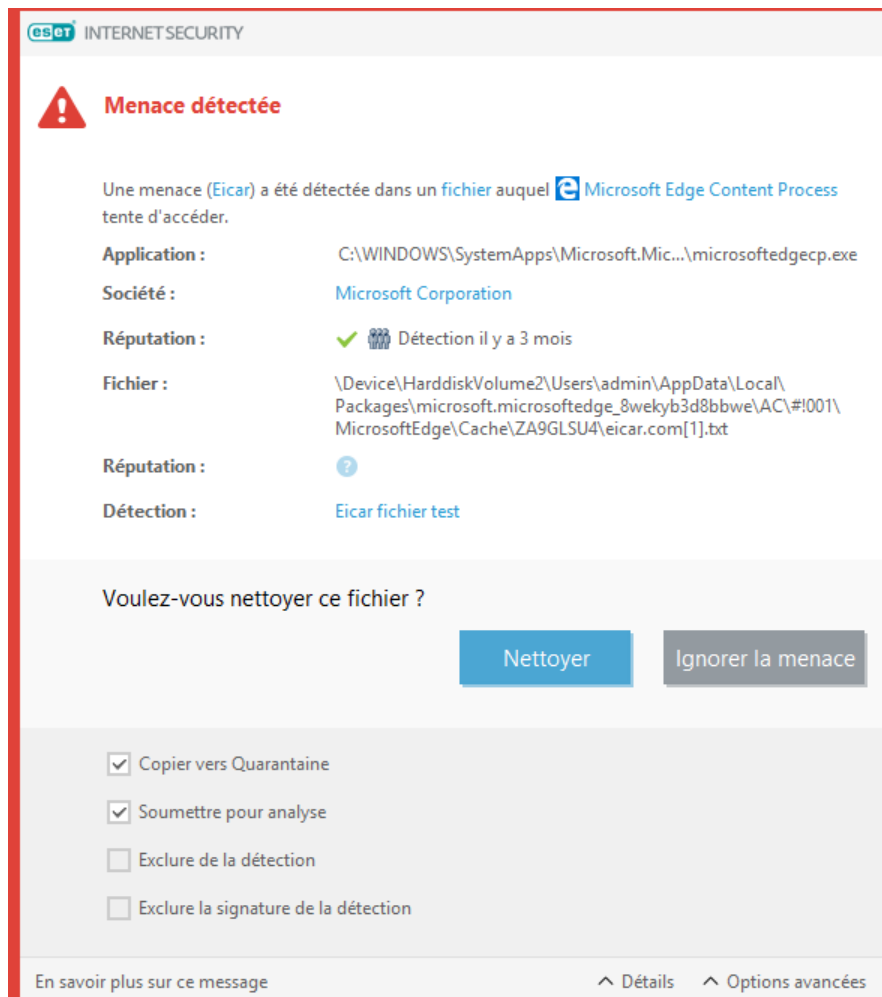 eset INTERNET SECURITY
Menace détectée
Une menace (Eicar) a été détectée dans un fichier auquel Microsoft Edge Content Process
tente d'accéder.
Application : C:\WINDOWS\SystemApps\Microsoft.Mic...\microsoftedgecp.exe
Société : Microsoft Corporation
Réputation : Détection il y a 3 mois
Fichier : \Device\HarddiskVolume2\Users\admin\AppData\Local\
Packages\microsoft.microsoftedge_8wekyb3d8bbwe\AC\#!001\
MicrosoftEdge\Cache\ZA9GLSU4\eicar.com[1].txt
Réputation : ?
Détection : Eicar fichier test
Voulez-vous nettoyer ce fichier ?
Nettoyer Ignorer la menace
Copier vers Quarantaine
Soumettre pour analyse
Exclure de la détection
Exclure la signature de la détection
En savoir plus sur ce message Détails Options avancées